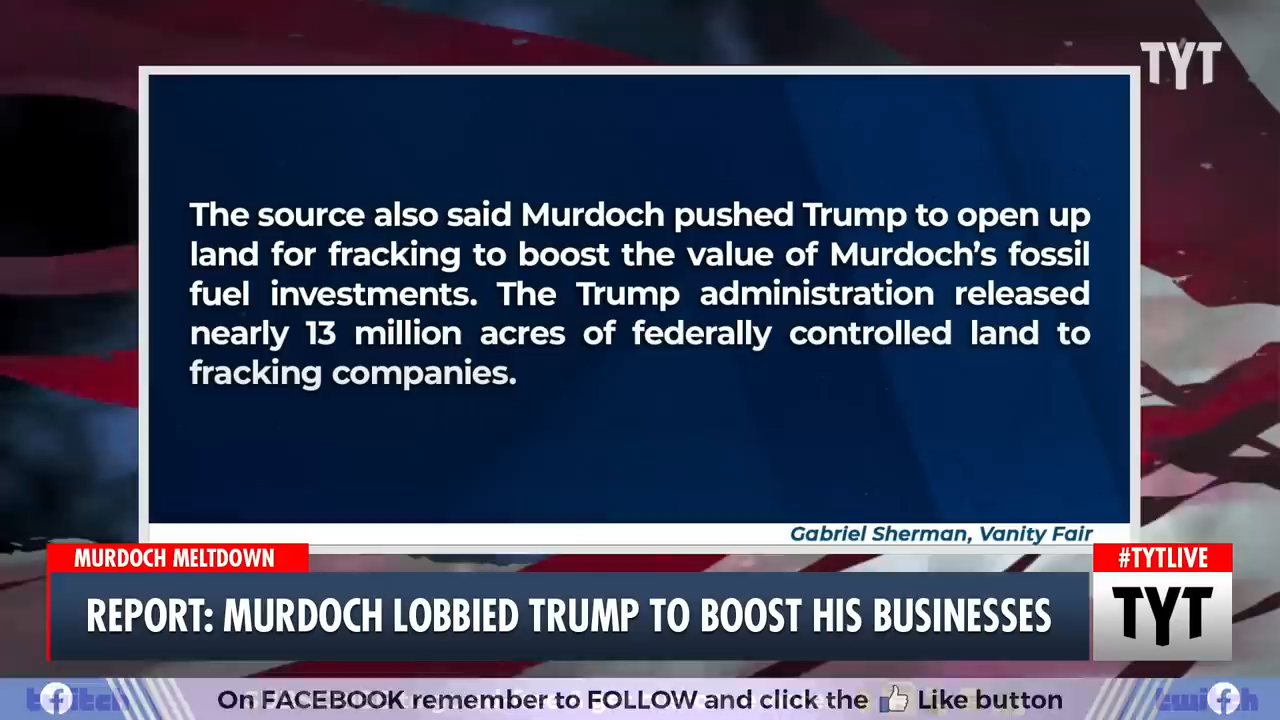 TYT
The source also said Murdoch pushed Trump to open up
land for fracking to boost the value of Murdoch's fossil
fuel investments. The Trump administration released
nearly 13 million acres of federally controlled land to
fracking companies.
Gabriel Sherman, Vanity Fair
MURDOCH MELTDOWN
#TYTLIVE
REPORT: MURDOCH LOBBIED TRUMP TO BOOST HIS BUSINESSES
TYT
On FACEBOOK remember to FOLLOW and click the Like button